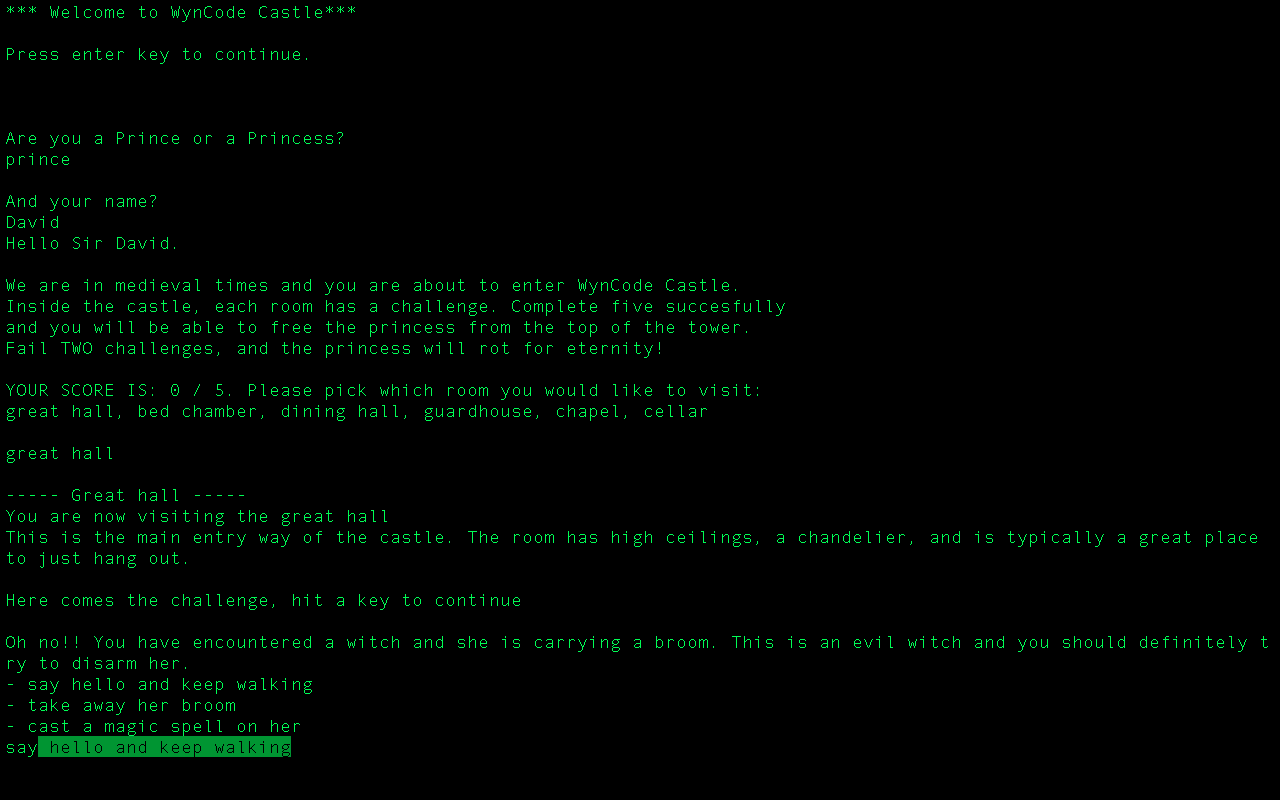 *** Welcome to WynCode Castle***
Press enter key to continue.
Are you a Prince or a Princess?
prince
And your name?
David
Hello Sir David.
We are in medieval times and you are about to enter WynCode Castle.
Inside the castle, each room has a challenge. Complete five succesfully
and you will be able to free the princess from the top of the tower.
Fail TWO challenges, and the princess will rot for eternity!
YOUR SCORE IS: 0 / 5. Please pick which room you would like to visit:
great hall, bed chamber, dining hall, guardhouse, chapel, cellar
great hall
----- Great hall -----
You are now visiting the great hall
This is the main entry way of the castle. The room has high ceilings, a chandelier, and is typically a great place
to just hang out.
Here comes the challenge, hit a key to continue
Oh no!! You have encountered a witch and she is carrying a broom. This is an evil witch and you should definitely t
ry to disarm her.
- say hello and keep walking
- take away her broom
- cast a magic spell on her
say hello and keep walking